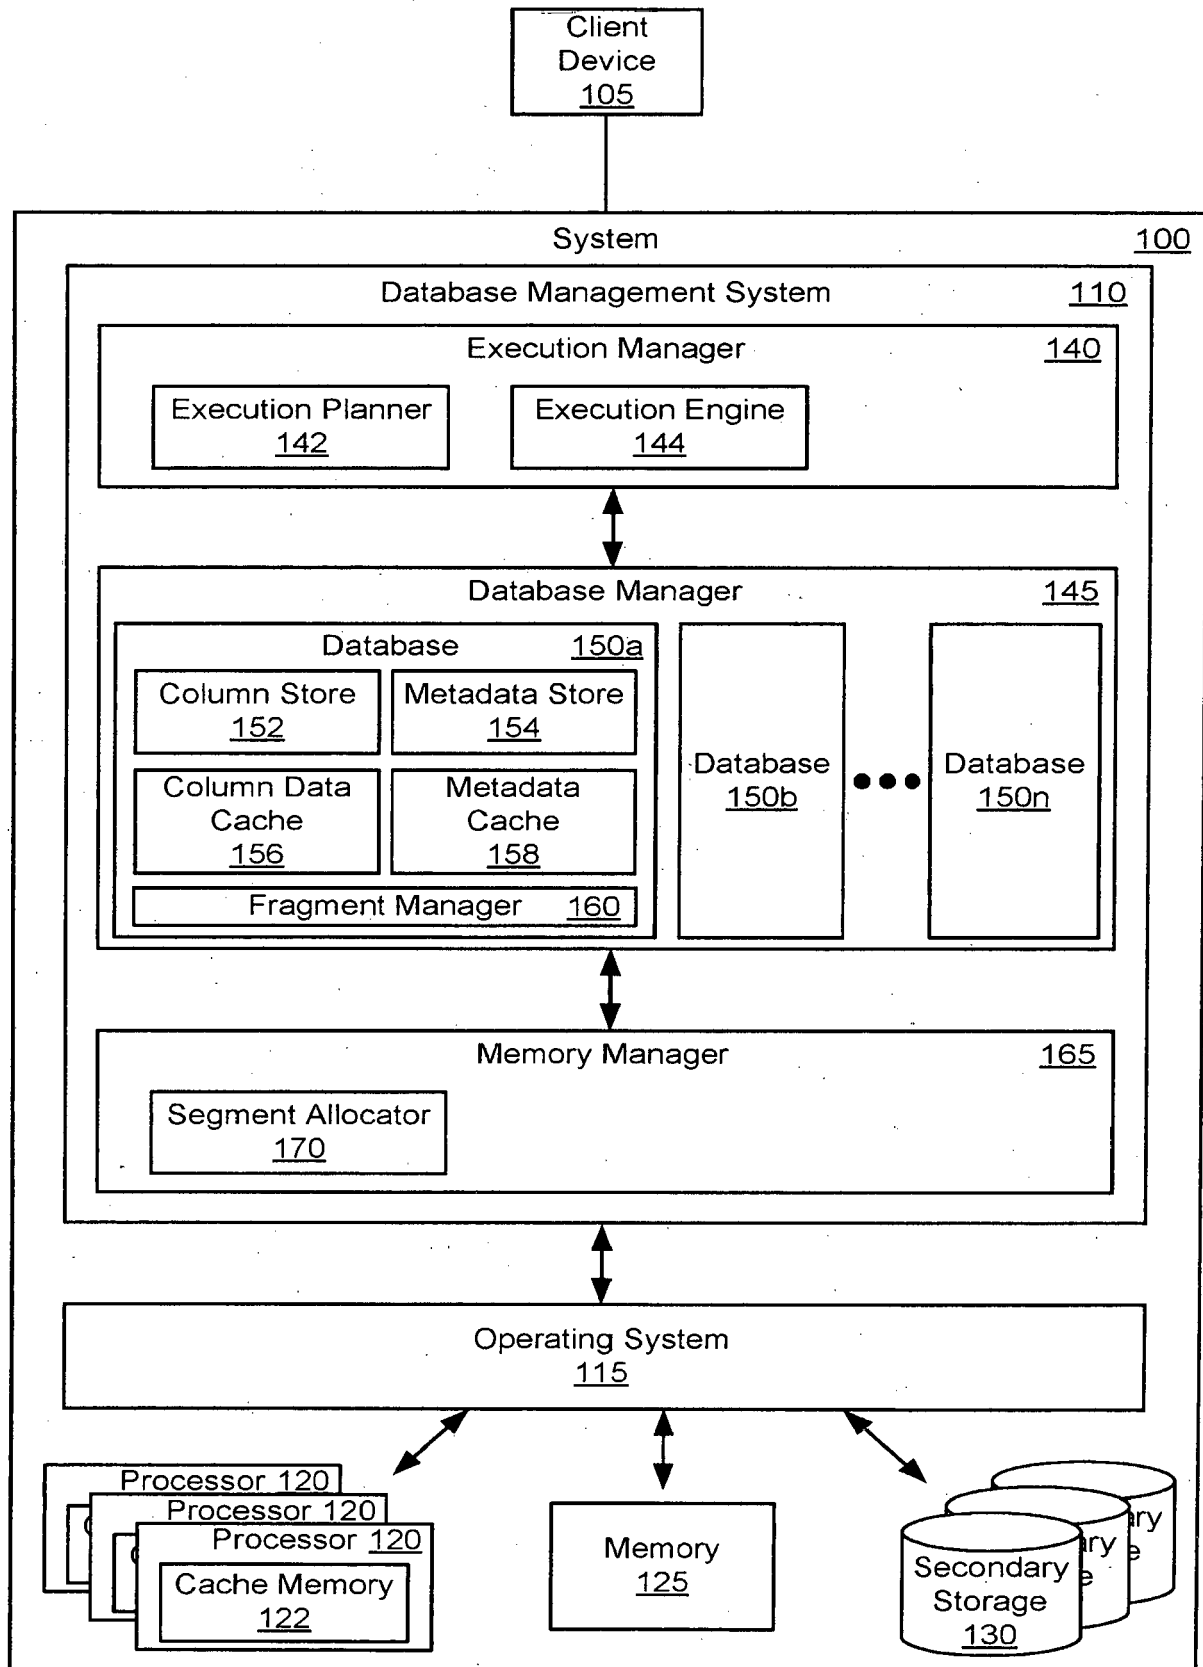 Client
Device
105
System 100
Database Management System 110
Execution Manager 140
Execution Planner
142
Execution Engine
144
Database Manager 145
Database 150a
Column Store
152
Metadata Store
154
Column Data
Cache
156
Metadata
Cache
158
Fragment Manager 160
Database
150b
Database
150n
Memory Manager 165
Segment Allocator
170
Operating System
115
Processor 120
Processor 120
Processor 120
Cache Memory
122
Memory
125
Secondary
Storage
130